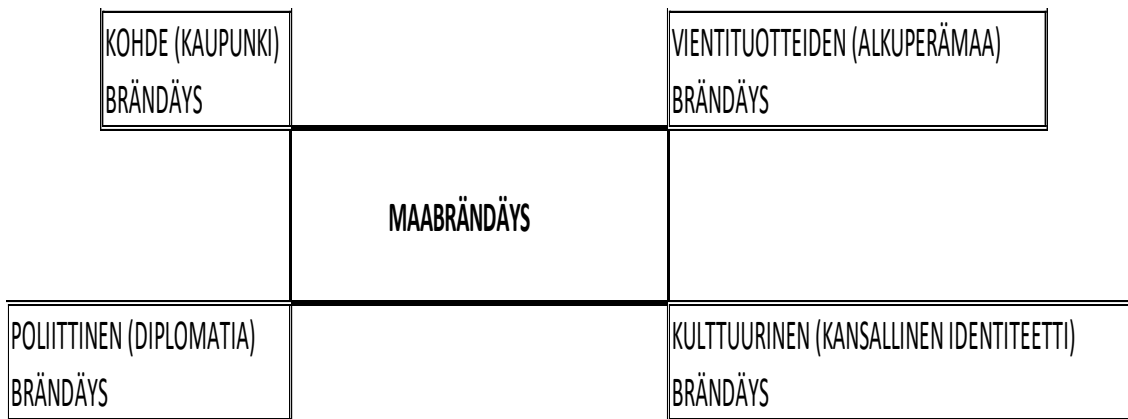 KOHDE (KAUPUNKI)
BRÄNDÄYS
VIENTITUOTTEIDEN (ALKUPERÄMAA)
BRÄNDÄYS
MAABRÄNDÄYS
POLIITTINEN (DIPLOMATIA)
BRÄNDÄYS
KULTTUURINEN (KANSALLINEN IDENTITEETTI)
BRÄNDÄYS